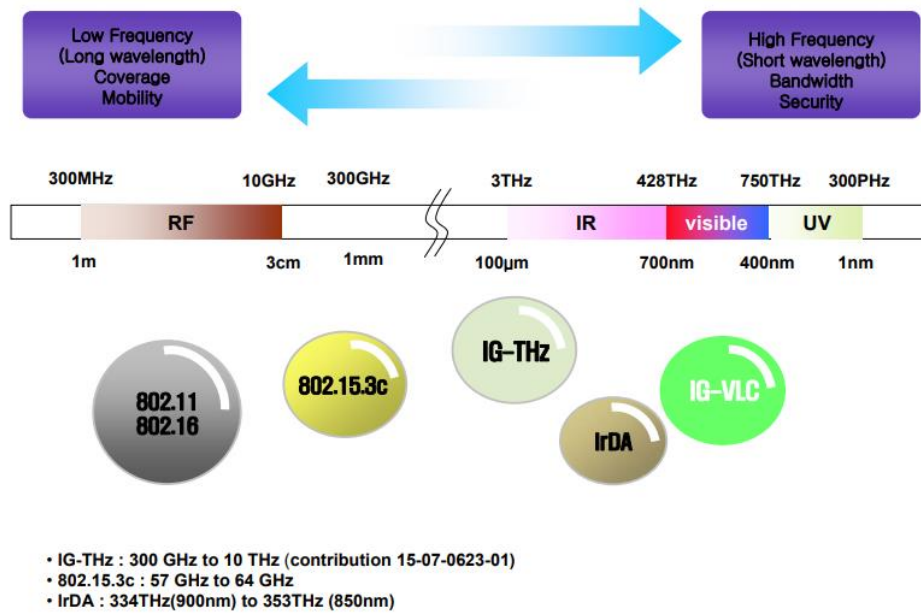 Low Frequency
(Long wavelength)
Coverage
Mobility
High Frequency
(Short wavelength)
Bandwidth
Security
300MHz 10GHz 300GHz 3THz 428THz 750THz 300PHz
RF IR visible UV
1m 3cm 1mm 100µm 700nm 400nm 1nm
802.11
802.16
802.15.3c
IG-THz
IrDA
IG-VLC
• IG-THz : 300 GHz to 10 THz (contribution 15-07-0623-01)
• 802.15.3c : 57 GHz to 64 GHz
• IrDA : 334THz(900nm) to 353THz (850nm)